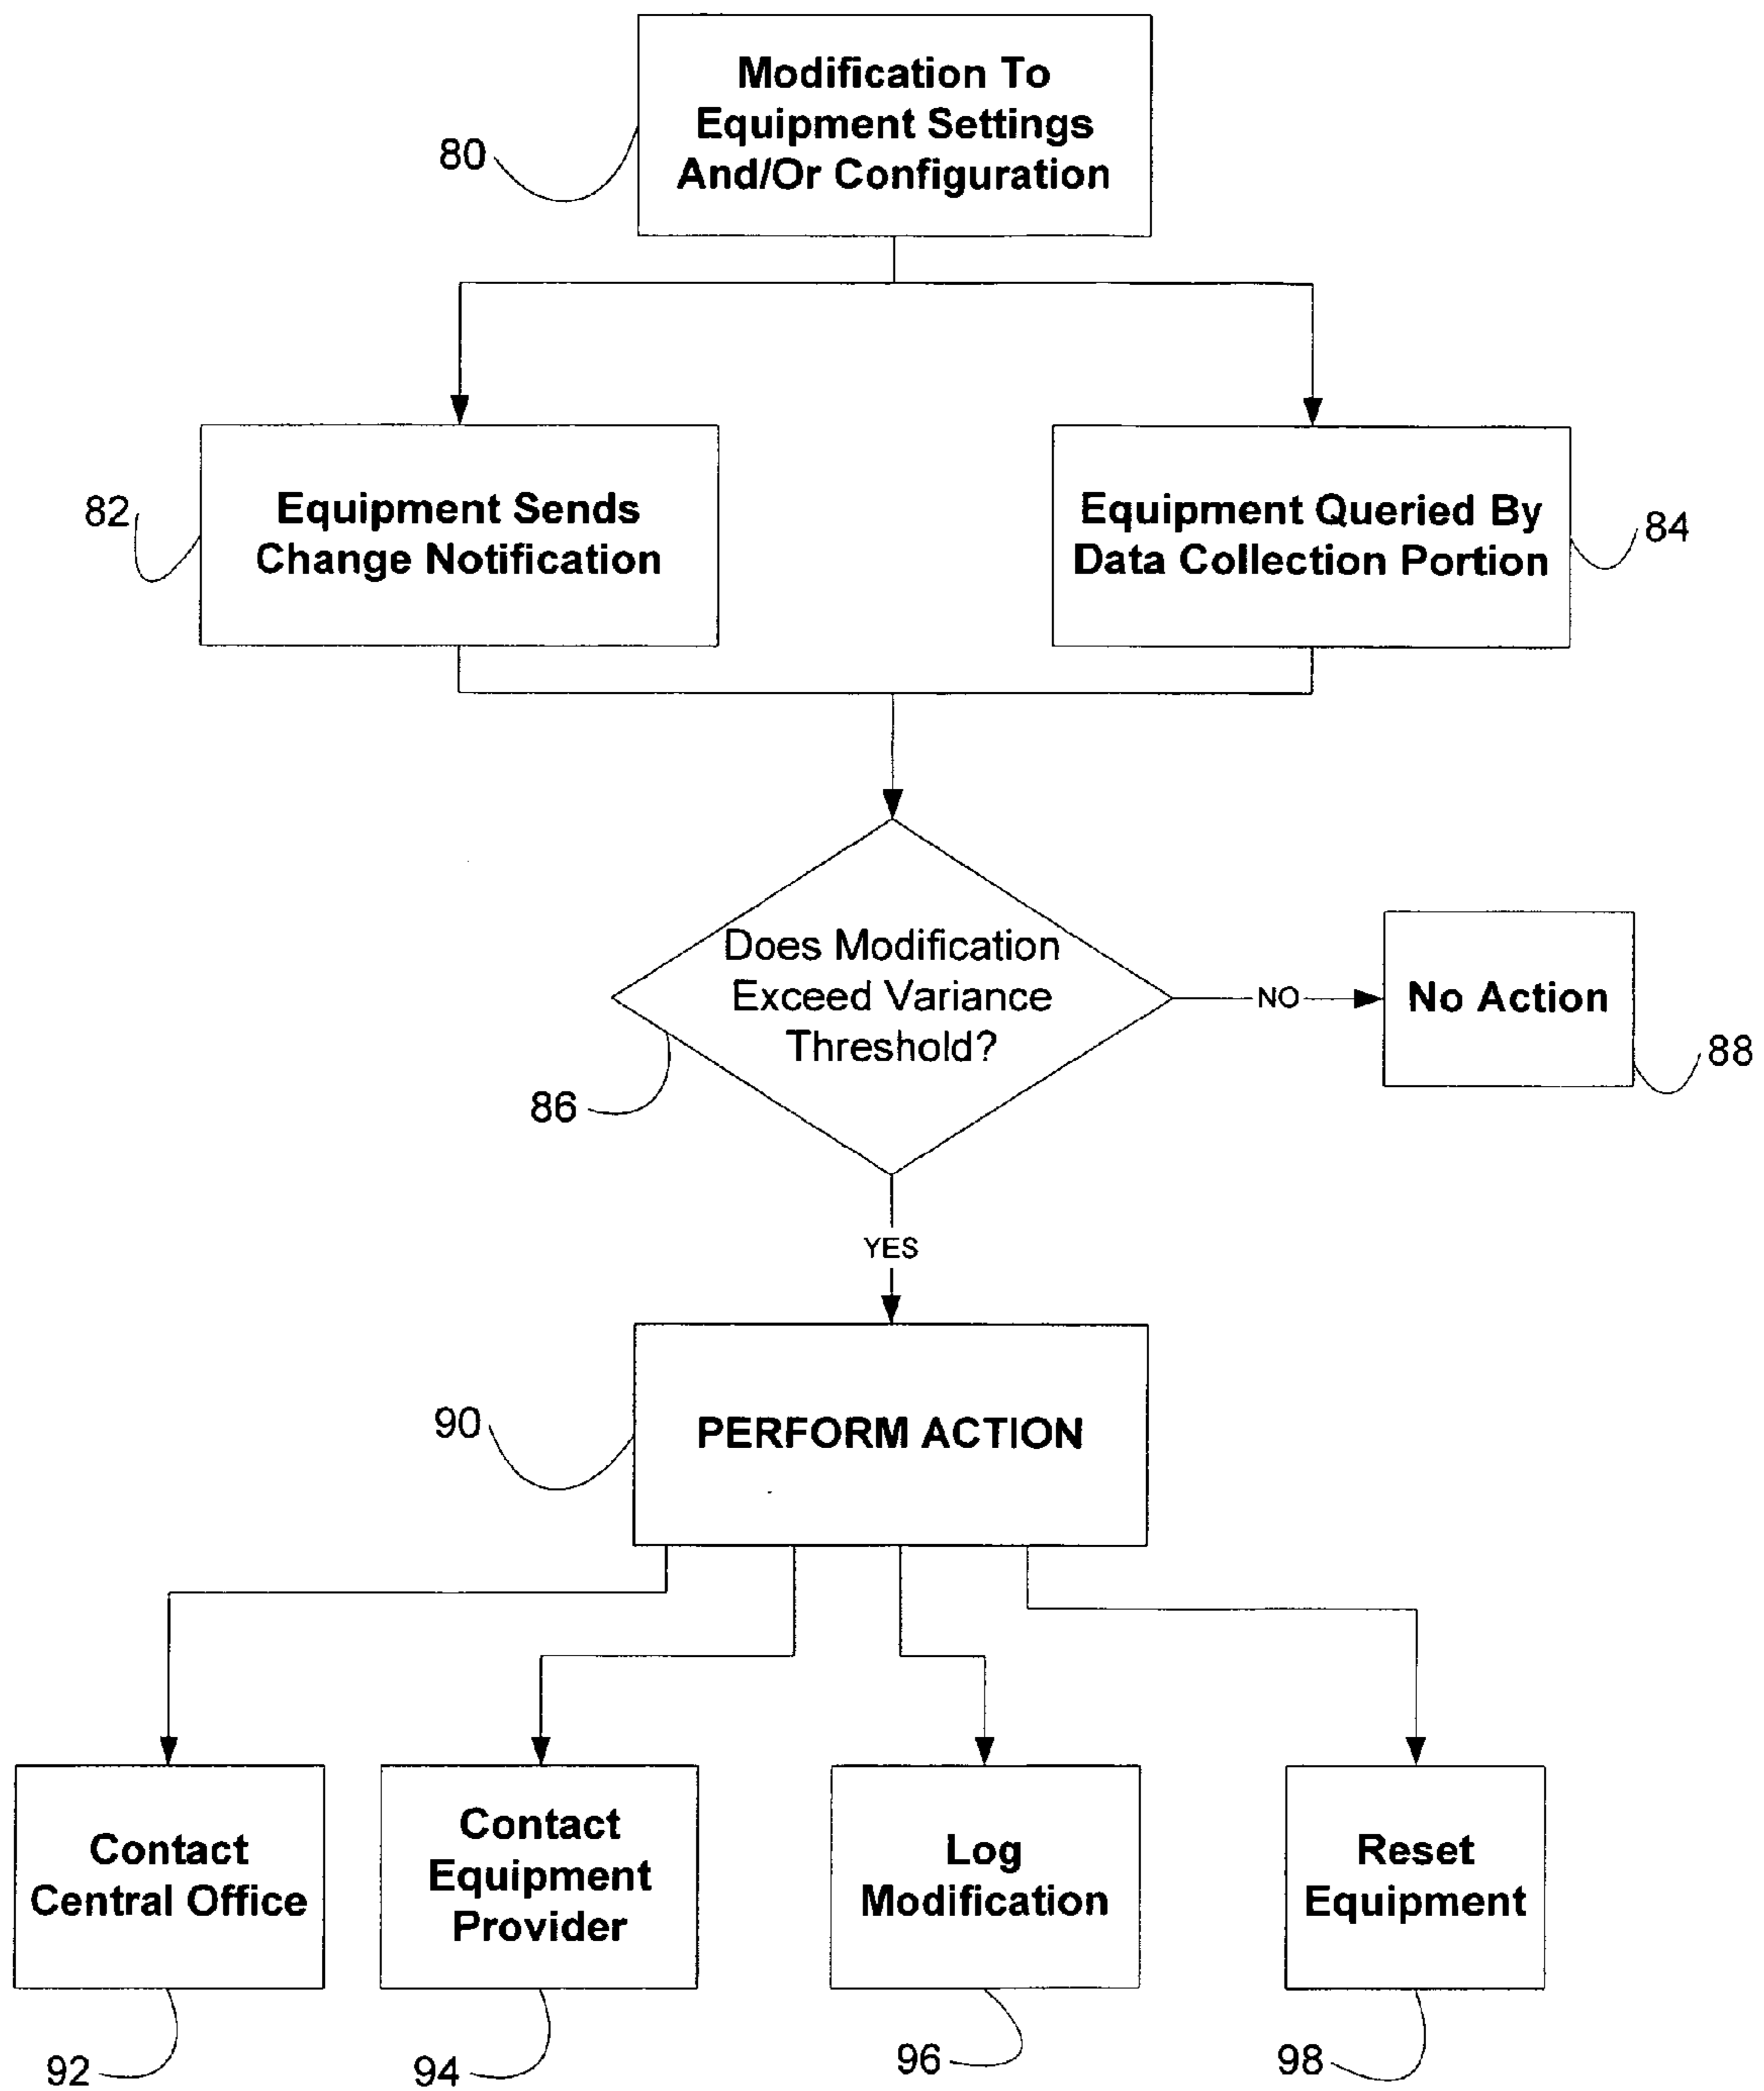 Modification To
Equipment Settings
And/Or Configuration
80
Equipment Sends
Change Notification
82
Equipment Queried By
Data Collection Portion
84
Does Modification
Exceed Variance
Threshold?
86
NO
No Action
88
YES
PERFORM ACTION
90
Contact
Central Office
92
Contact
Equipment
Provider
94
Log
Modification
96
Reset
Equipment
98